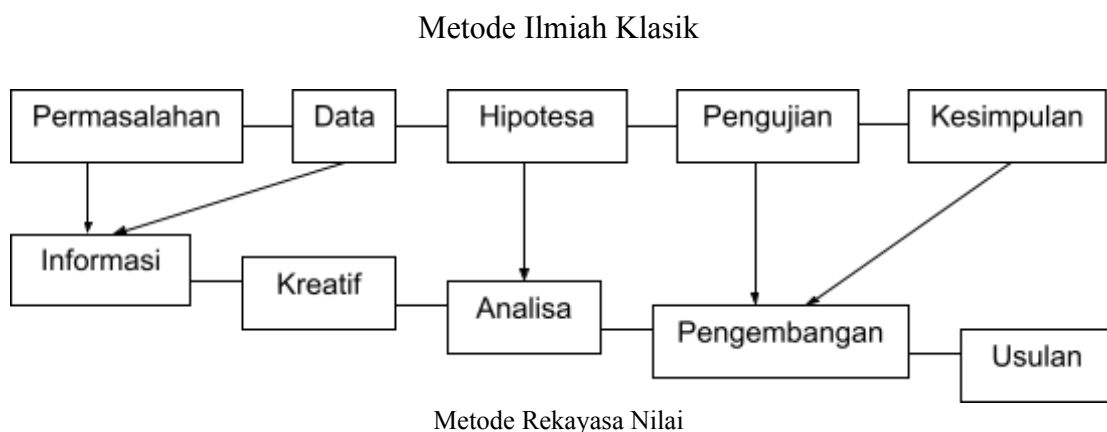 Metode Ilmiah Klasik
Permasalahan
Data
Hipotesa
Pengujian
Kesimpulan
Informasi
Kreatif
Analisa
Pengembangan
Usulan
Metode Rekayasa Nilai